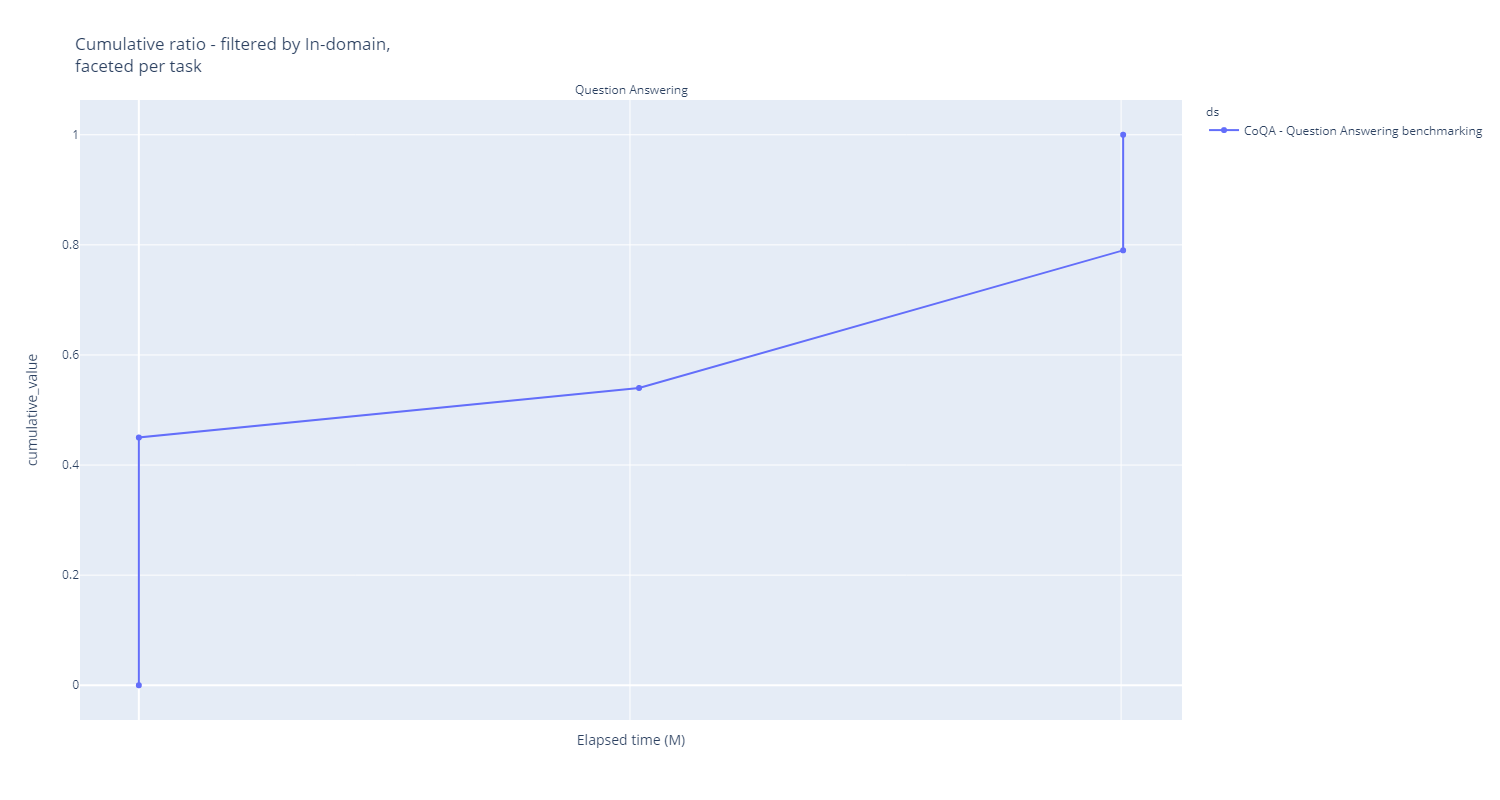 Cumulative ratio - filtered by In-domain,
faceted per task
Question Answering
ds
CoQA - Question Answering benchmarking
1
0.8
0.6
0.4
0.2
0
cumulative_value
Elapsed time (M)